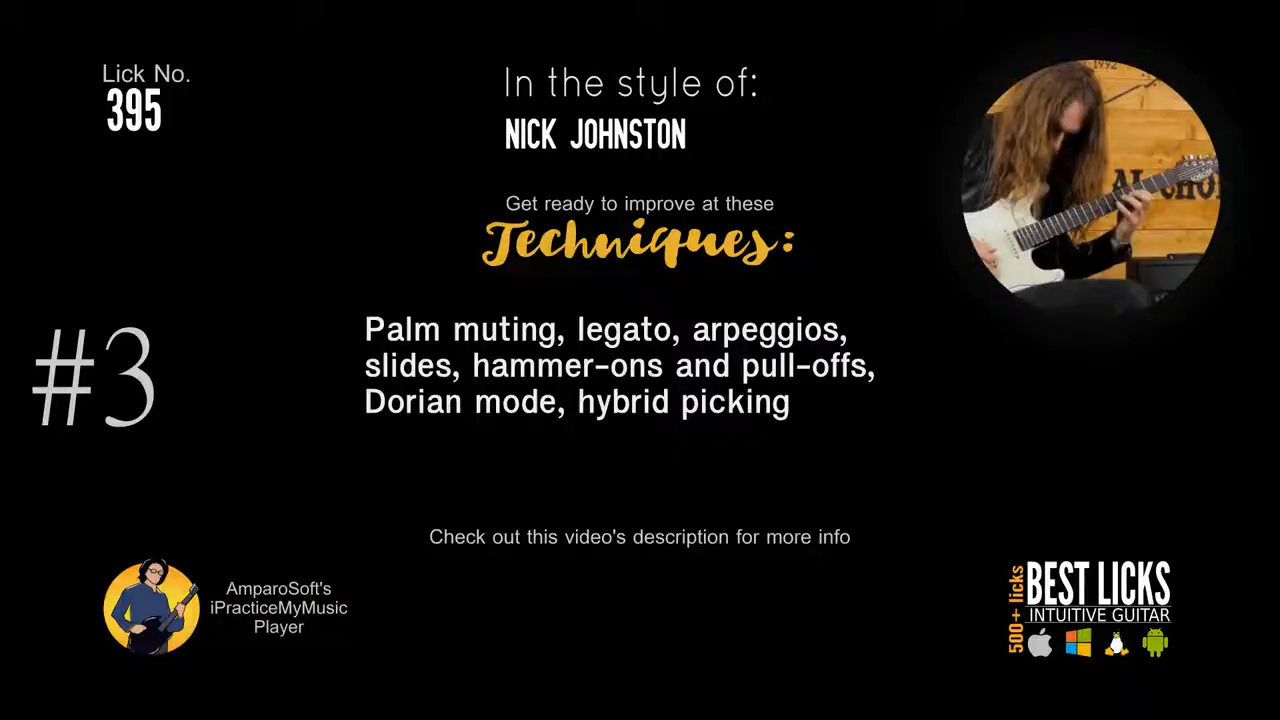 Lick No.
395
In the style of:
NICK JOHNSTON
1992
Get ready to improve at these
Techniques:
#3
Palm muting, legato, arpeggios,
slides, hammer-ons and pull-offs,
Dorian mode, hybrid picking
Check out this video's description for more info
AmparoSoft's
iPracticeMyMusic
Player
500+ licks
BEST LICKS
INTUITIVE GUITAR